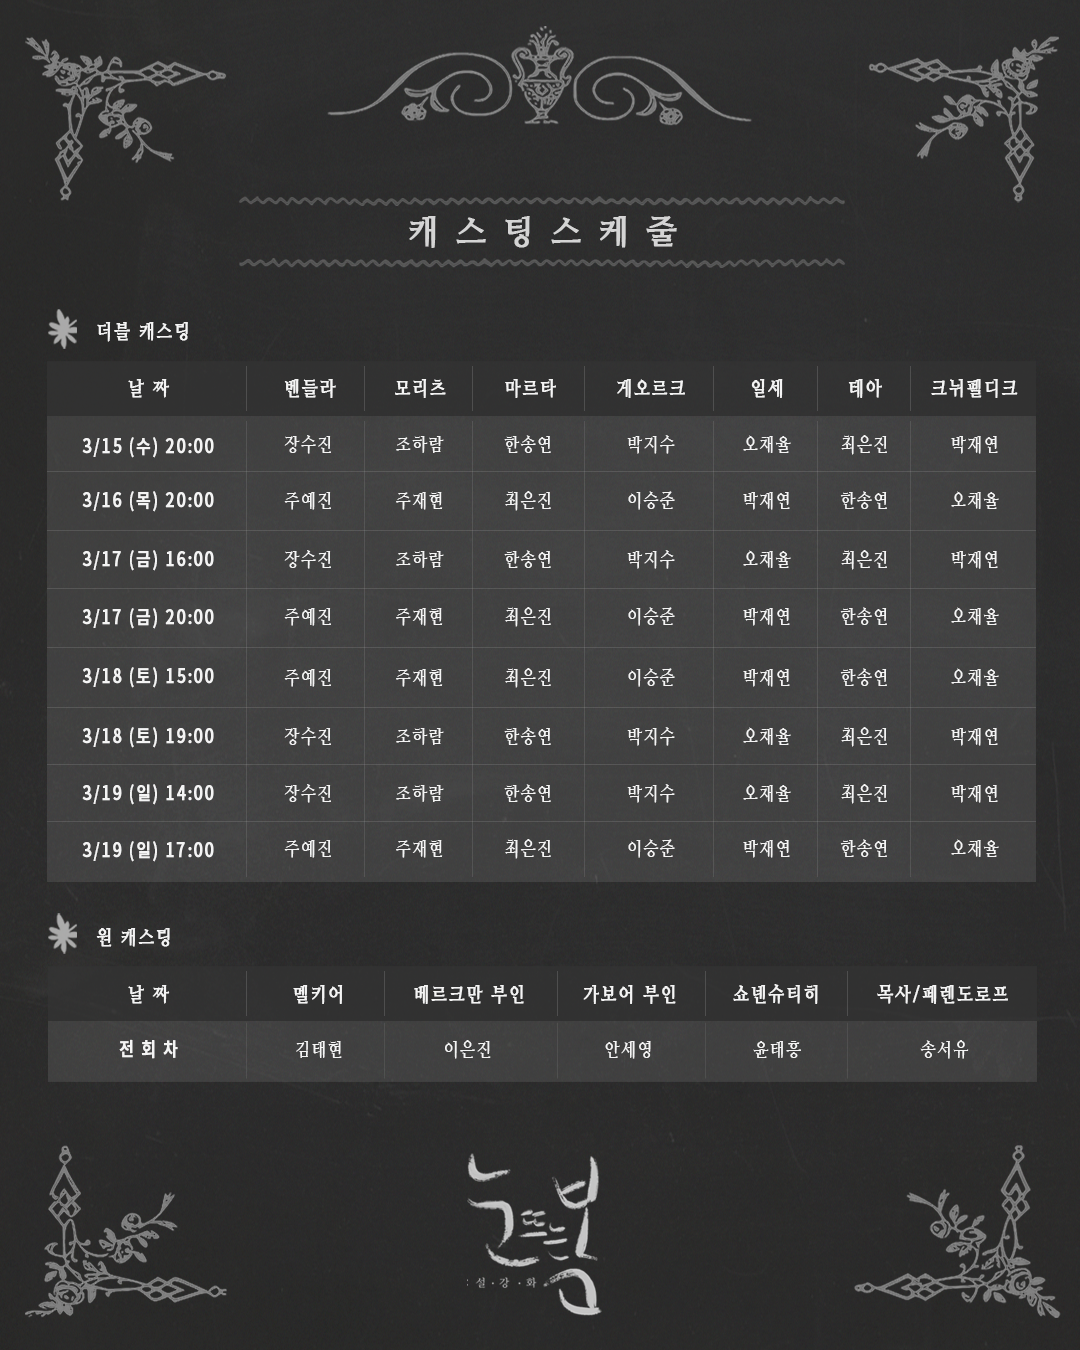 캐스팅스케줄
더블 캐스팅
날 짜 벤들라 모리츠 마르타 게오르크 일세 테아 크뉘펠디크
3/15 (수) 20:00 장수진 조하람 한송연 박지수 오채율 최은진 박재연
3/16 (목) 20:00 주예진 주재현 최은진 이승준 박재연 한송연 오채율
3/17 (금) 16:00 장수진 조하람 한송연 박지수 오채율 최은진 박재연
3/17 (금) 20:00 주예진 주재현 최은진 이승준 박재연 한송연 오채율
3/18 (토) 15:00 주예진 주재현 최은진 이승준 박재연 한송연 오채율
3/18 (토) 19:00 장수진 조하람 한송연 박지수 오채율 최은진 박재연
3/19 (일) 14:00 장수진 조하람 한송연 박지수 오채율 최은진 박재연
3/19 (일) 17:00 주예진 주재현 최은진 이승준 박재연 한송연 오채율
원 캐스팅
날 짜 멜키어 베르크만 부인 가보어 부인 쇼넨슈티히 목사/페렌도로프
전 회 차 김태현 이은진 안세영 윤태흥 송서유
눈뜨는 봄
: 설·강·화